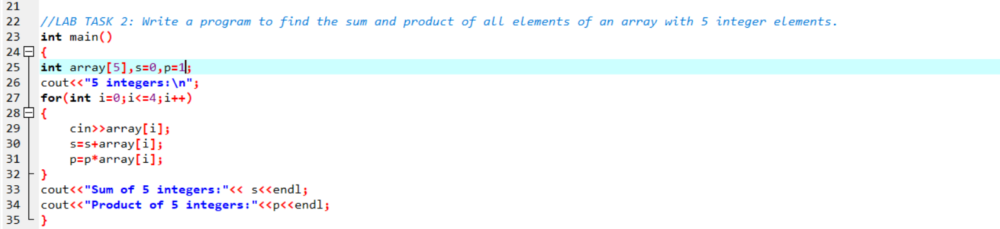 21
22 //LAB TASK 2: Write a program to find the sum and product of all elements of an array with 5 integer elements.
23 int main()
24 {
25 int array[5],s=0,p=1;
26 cout<<"5 integers:\n";
27 for(int i=0;i<=4;i++)
28 {
29     cin>>array[i];
30     s=s+array[i];
31     p=p*array[i];
32 }
33 cout<<"Sum of 5 integers:"<< s<<endl;
34 cout<<"Product of 5 integers:"<<p<<endl;
35 }